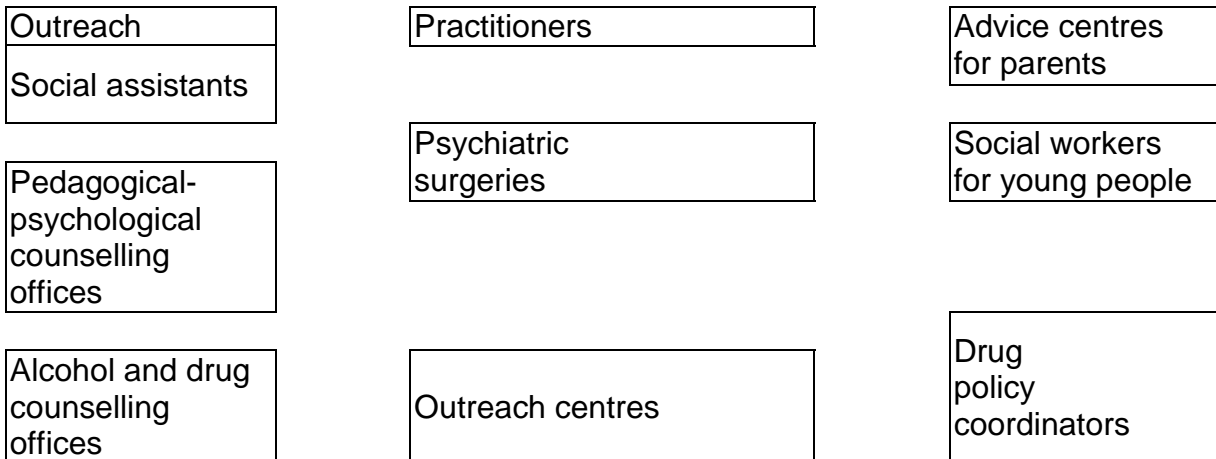 Outreach
Social assistants
Pedagogical-
psychological
counselling
offices
Alcohol and drug
counselling
offices
Practitioners
Psychiatric
surgeries
Outreach centres
Advice centres
for parents
Social workers
for young people
Drug
policy
coordinators